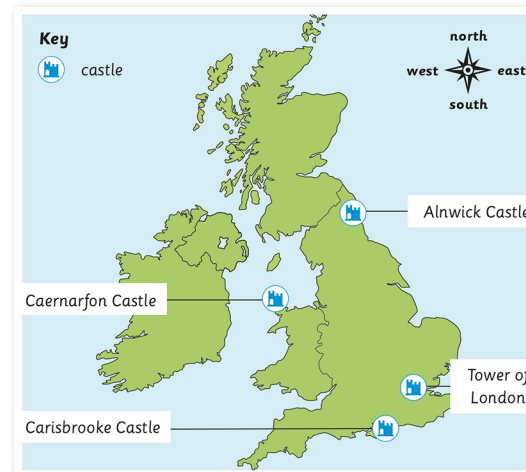 Key
castle
north
west east
south
Alnwick Castle
Caernarfon Castle
Tower of
London
Carisbrooke Castle